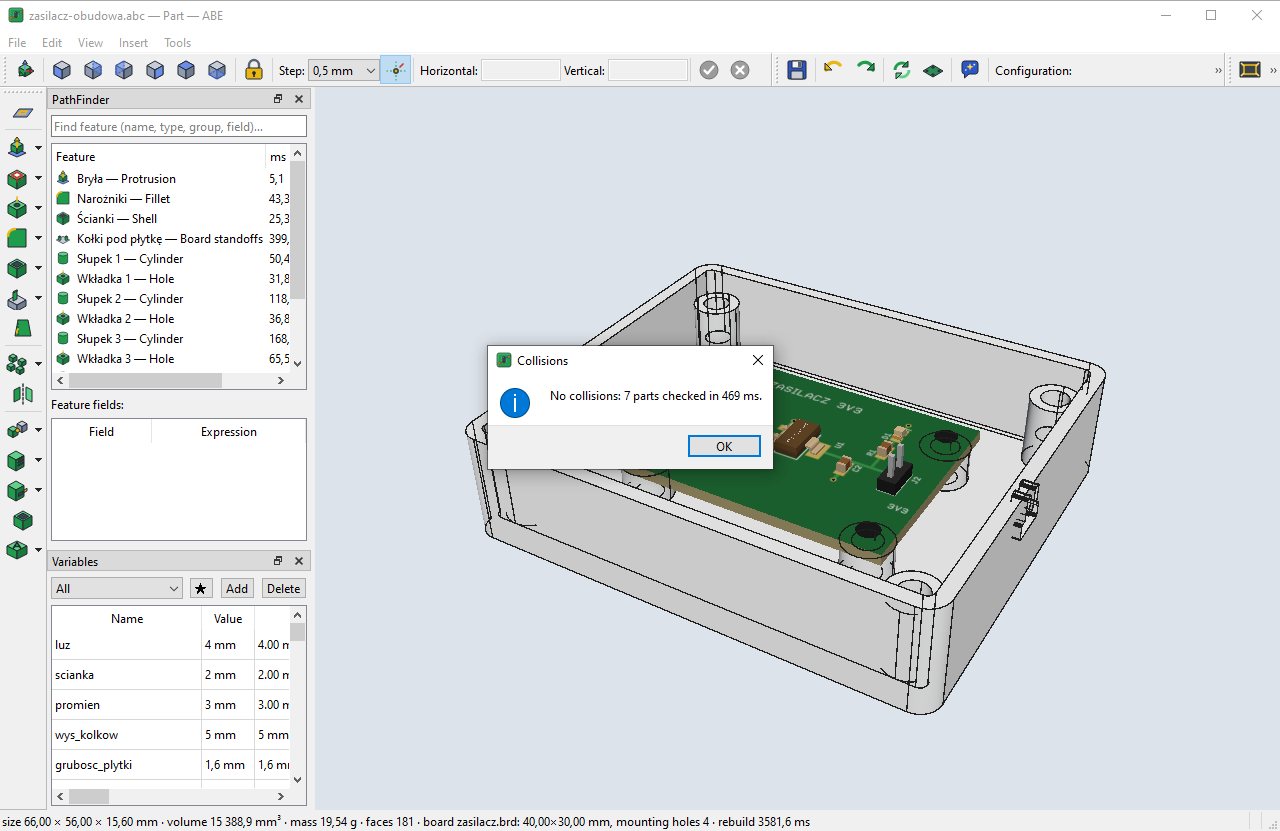 zasilacz-obudowa.abc — Part — ABE
File Edit View Insert Tools
Step: 0,5 mm Horizontal: Vertical: Configuration: » »
PathFinder
Find feature (name, type, group, field)...
Feature ms
Bryła — Protrusion 5,1
Narożniki — Fillet 43,3
Ścianki — Shell 25,3
Kołki pod płytkę — Board standoffs 399,
Słupek 1 — Cylinder 50,4
Wkładka 1 — Hole 31,8
Słupek 2 — Cylinder 118,
Wkładka 2 — Hole 36,8
Słupek 3 — Cylinder 168,
Wkładka 3 — Hole 65,5
Feature fields:
Field Expression
Variables
All ★ Add Delete
Name Value
luz 4 mm 4.00 m
scianka 2 mm 2.00 m
promien 3 mm 3.00 m
wys_kolkow 5 mm 5 mm
grubosc_plytki 1,6 mm 1,6 m
Collisions
No collisions: 7 parts checked in 469 ms.
OK
ZASILACZ 3V3
J2
3V3
size 66,00 × 56,00 × 15,60 mm · volume 15 388,9 mm³ · mass 19,54 g · faces 181 · board zasilacz.brd: 40,00×30,00 mm, mounting holes 4 · rebuild 3581,6 ms